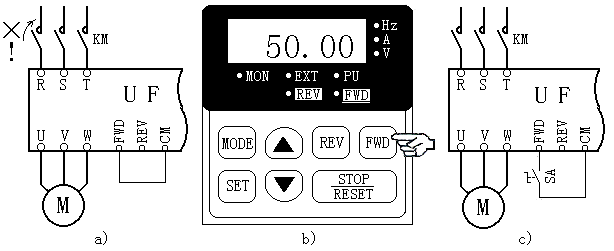 ×
!
KM
R S T
U F
U V W
FWD
REV
CM
M
a)
50.00
Hz
A
V
MON EXT PU
REV FWD
MODE
REV
FWD
SET
STOP
RESET
b)
KM
R S T
U F
U V W
FWD
REV
CM
SA
M
c)